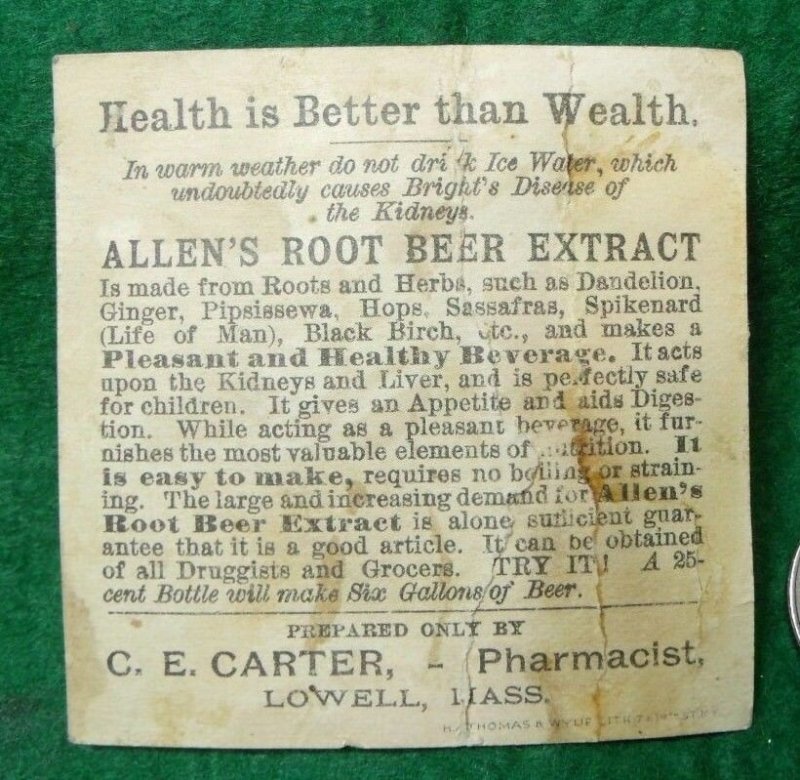 Health is Better than Wealth.
In warm weather do not drink Ice Water, which
undoubtedly causes Bright's Disease of
the Kidneys.
ALLEN'S ROOT BEER EXTRACT
Is made from Roots and Herbs, such as Dandelion,
Ginger, Pipsissewa, Hops, Sassafras, Spikenard
(Life of Man), Black Birch, etc., and makes a
Pleasant and Healthy Beverage. It acts
upon the Kidneys and Liver, and is perfectly safe
for children. It gives an Appetite and aids Diges-
tion. While acting as a pleasant beverage, it fur-
nishes the most valuable elements of nutrition. It
is easy to make, requires no boiling or strain-
ing. The large and increasing demand for Allen's
Root Beer Extract is alone sufficient guar-
antee that it is a good article. It can be obtained
of all Druggists and Grocers. TRY IT! A 25-
cent Bottle will make Six Gallons of Beer.
PREPARED ONLY BY
C. E. CARTER, - Pharmacist,
LOWELL, MASS.
THOMAS & WYLIE LITH